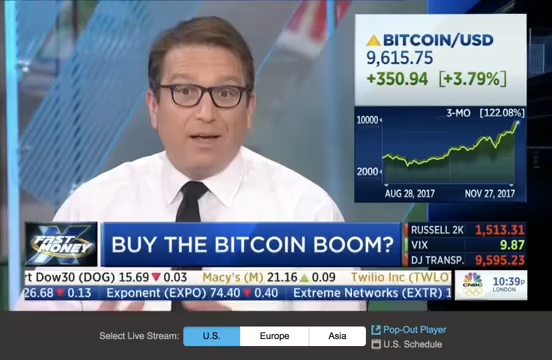 BITCOIN/USD
9,615.75
+350.94 [+3.79%]
3-MO [122.08%]
10000
2000
AUG 28, 2017 NOV 27, 2017
FAST MONEY
BUY THE BITCOIN BOOM?
RUSSELL 2K 1,513.31
VIX 9.87
DJ TRANSP. 9,595.23
rt Dow30 (DOG) 15.69 ▼ 0.03 Macy's (M) 21.16 ▲ 0.09 Twilio Inc (TWLO
26.68 ▼ 0.13 Exponent (EXPO) 74.40 ▼ 0.40 Extreme Networks (EXTR) 1
CNBC
10:39P
LONDON
Select Live Stream: U.S. Europe Asia
Pop-Out Player
U.S. Schedule